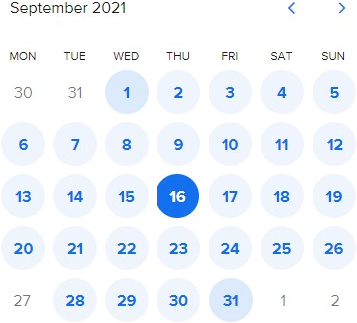 September 2021
MON TUE WED THU FRI SAT SUN
30 31 1 2 3 4 5
6 7 8 9 10 11 12
13 14 15 16 17 18 19
20 21 22 23 24 25 26
27 28 29 30 31 1 2